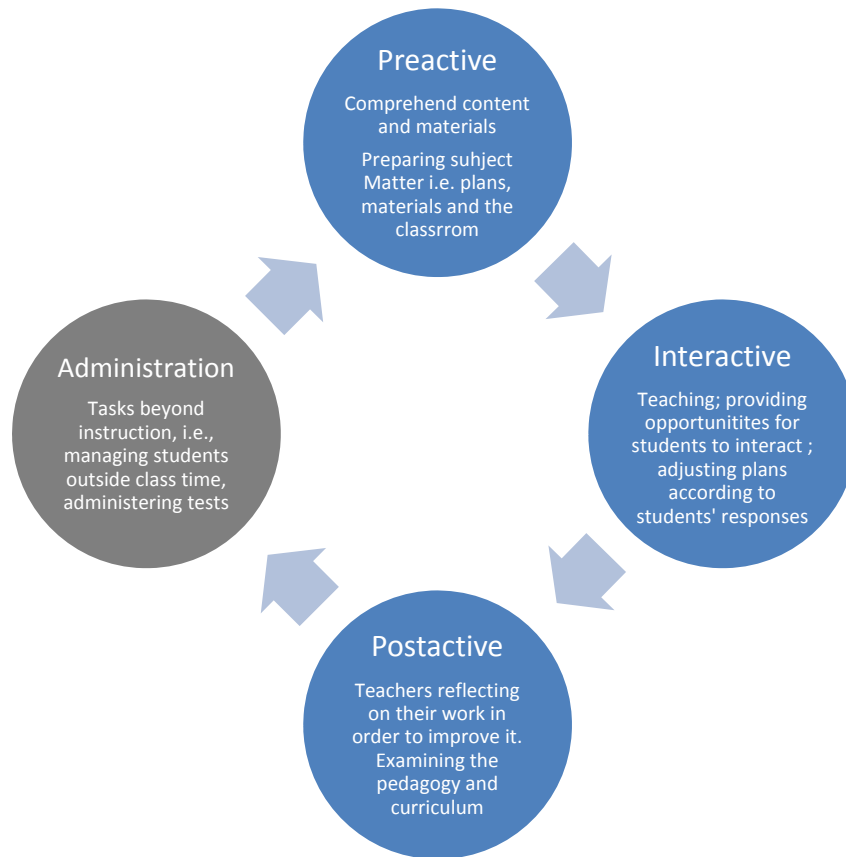 Preactive
Comprehend content
and materials
Preparing suhject
Matter i.e. plans,
materials and the
classrrom
Interactive
Teaching; providing
opportunitites for
students to interact ;
adjusting plans
according to
students' responses
Postactive
Teachers reflecting
on their work in
order to improve it.
Examining the
pedagogy and
curriculum
Administration
Tasks beyond
instruction, i.e.,
managing students
outside class time,
administering tests